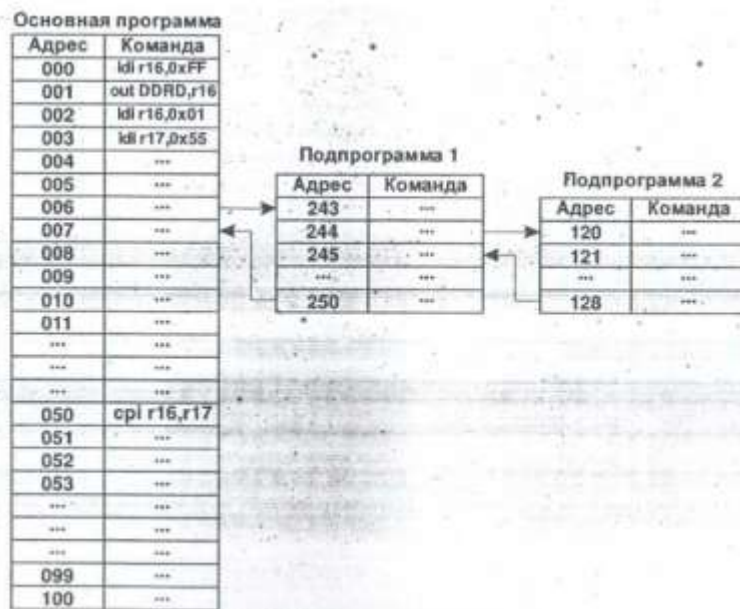 Основная программа
Адрес Команда
000 ldi r16,0xFF
001 out DDRD,r16
002 ldi r16,0x01
003 ldi r17,0x55
004 ...
005 ...
006 ...
007 ...
008 ...
009 ...
010 ...
011 ...
... ...
... ...
... ...
050 cpi r16,r17
051 ...
052 ...
053 ...
... ...
... ...
... ...
099 ...
100 ...
Подпрограмма 1
Адрес Команда
243 ...
244 ...
245 ...
... ...
250 ...
Подпрограмма 2
Адрес Команда
120 ...
121 ...
... ...
128 ...